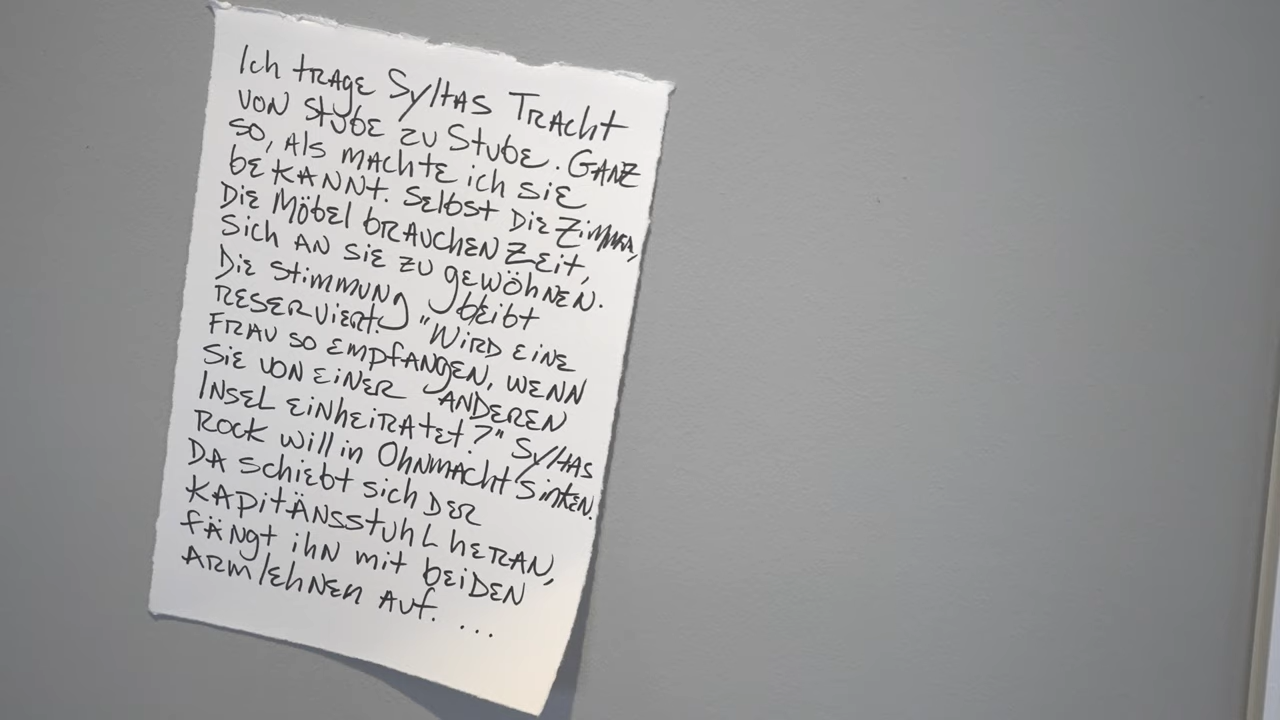 Ich trage Syltas Tracht
von Stube zu Stube. Ganz
so, als machte ich sie
bekannt. Selbst die Zimmer,
die Möbel brauchen Zeit,
sich an sie zu gewöhnen.
Die Stimmung bleibt
reserviert. "Wird eine
Frau so empfangen, wenn
sie von einer anderen
Insel einheiratet?" Syltas
Rock will in Ohnmacht sinken.
Da schiebt sich der
Kapitänsstuhl heran,
fängt ihn mit beiden
Armlehnen auf. ...